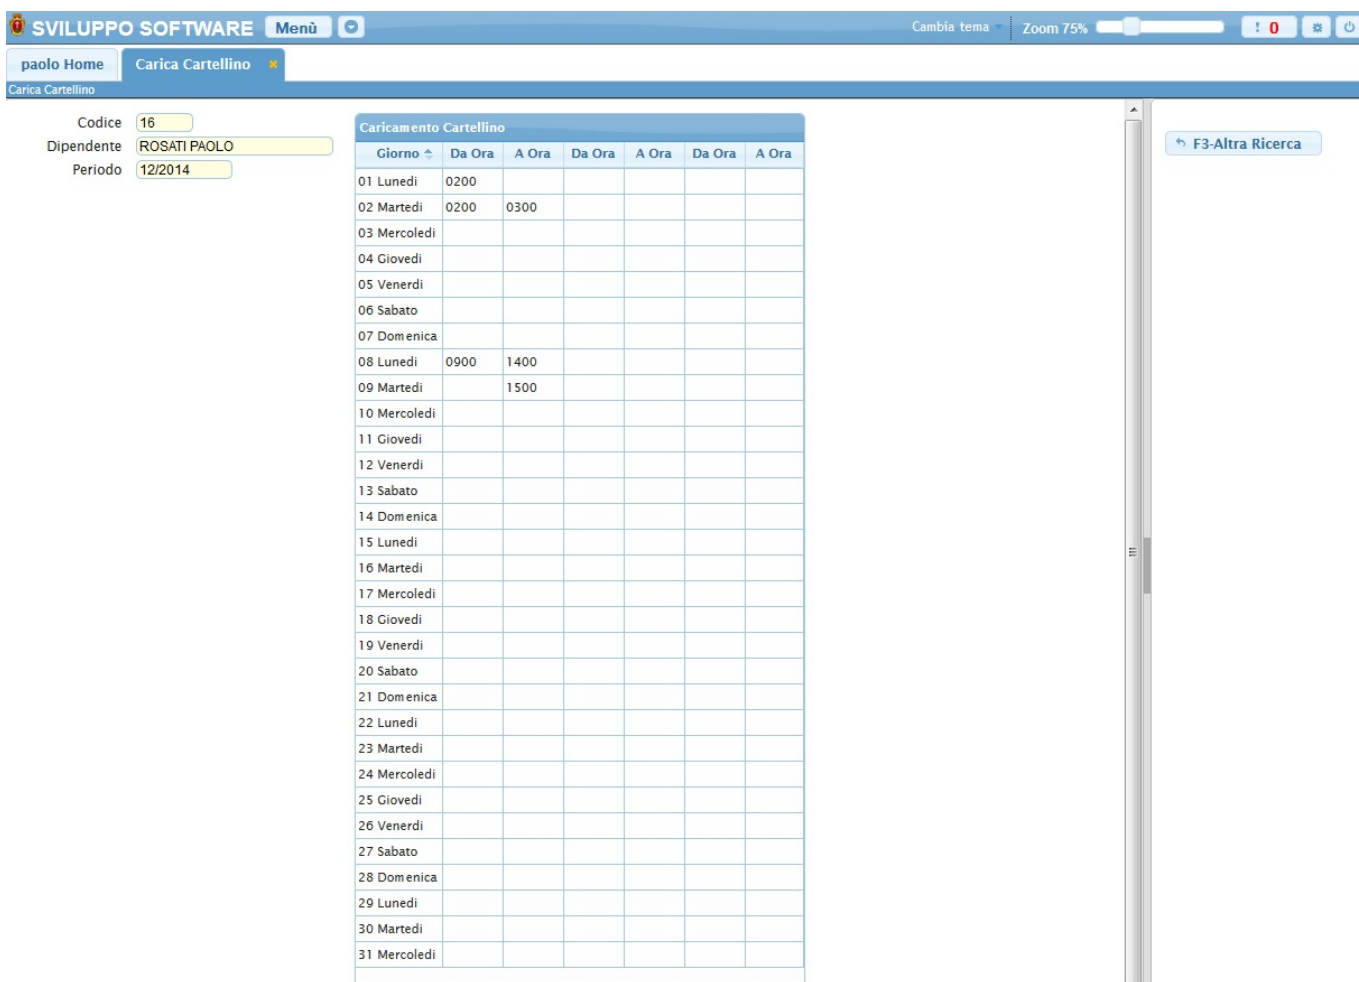 SVILUPPO SOFTWARE Menù Cambia tema Zoom 75% ! 0
paolo Home Carica Cartellino ×
Carica Cartellino
Codice 16
Dipendente ROSATI PAOLO
Periodo 12/2014
Caricamento Cartellino
Giorno Da Ora A Ora Da Ora A Ora Da Ora A Ora
01 Lunedi 0200
02 Martedi 0200 0300
03 Mercoledi
04 Giovedi
05 Venerdi
06 Sabato
07 Domenica
08 Lunedi 0900 1400
09 Martedi 1500
10 Mercoledi
11 Giovedi
12 Venerdi
13 Sabato
14 Domenica
15 Lunedi
16 Martedi
17 Mercoledi
18 Giovedi
19 Venerdi
20 Sabato
21 Domenica
22 Lunedi
23 Martedi
24 Mercoledi
25 Giovedi
26 Venerdi
27 Sabato
28 Domenica
29 Lunedi
30 Martedi
31 Mercoledi
F3-Altra Ricerca